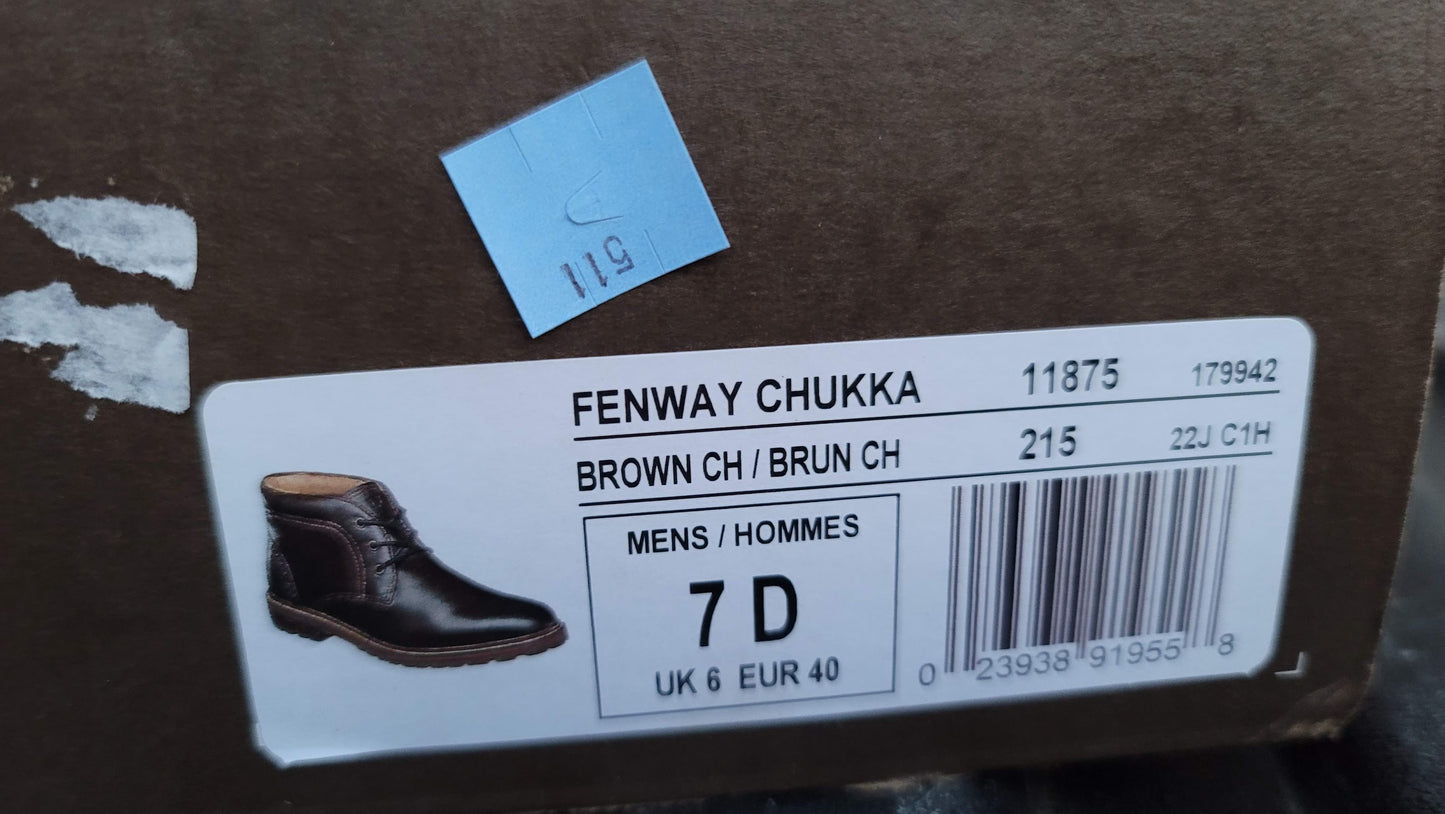 511
FENWAY CHUKKA 11875 179942
BROWN CH / BRUN CH 215 22J C1H
MENS / HOMMES
7 D
UK 6 EUR 40
0 23938 91955 8